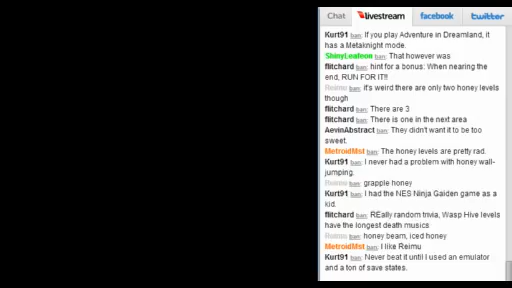 Chat livestream facebook twitter
Kurt91 ban: If you play Adventure in Dreamland, it
has a Metaknight mode.
ShinyLeafeon ban: That however was
flitchard ban: hint for a bonus: When nearing the
end, RUN FOR IT!!
Reimu ban: it's weird there are only two honey levels
though
flitchard ban: There are 3
flitchard ban: There is one in the next area
AevinAbstract ban: They didn't want it to be too
sweet.
MetroidMst ban: The honey levels are pretty rad.
Kurt91 ban: I never had a problem with honey wall-
jumping.
Reimu ban: grapple honey
Kurt91 ban: I had the NES Ninja Gaiden game as a
kid.
flitchard ban: REally random trivia, Wasp Hive levels
have the longest death musics
Reimu ban: honey beam, iced honey
MetroidMst ban: I like Reimu
Kurt91 ban: Never beat it until I used an emulator
and a ton of save states.